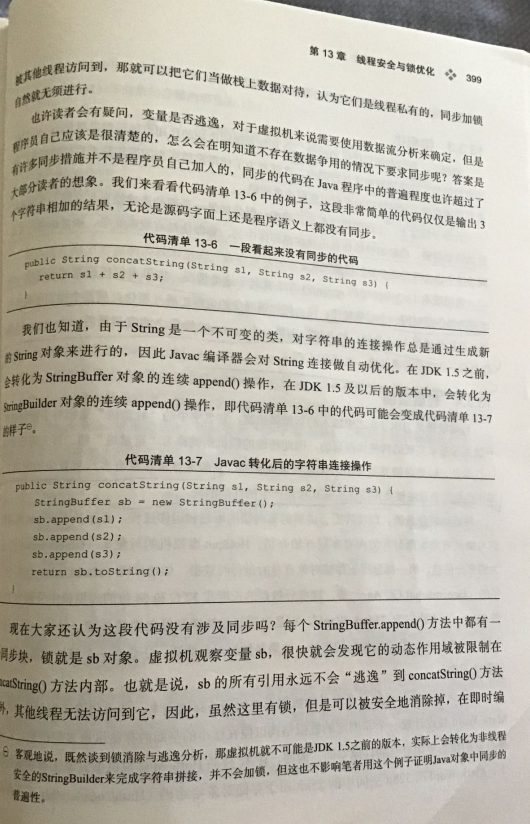 第 13 章 线程安全与锁优化 ❖ 399
被其他线程访问到，那就可以把它们当做栈上数据对待，认为它们是线程私有的，同步加锁
自然就无须进行。
也许读者会有疑问，变量是否逃逸，对于虚拟机来说需要使用数据流分析来确定，但是
程序员自己应该是很清楚的，怎么会在明知道不存在数据争用的情况下要求同步呢？答案是
有许多同步措施并不是程序员自己加入的，同步的代码在 Java 程序中的普遍程度也许超过了
大部分读者的想象。我们来看看代码清单 13-6 中的例子，这段非常简单的代码仅仅是输出 3
个字符串相加的结果，无论是源码字面上还是程序语义上都没有同步。
代码清单 13-6 一段看起来没有同步的代码
public String concatString(String s1, String s2, String s3) {
return s1 + s2 + s3;
}
我们也知道，由于 String 是一个不可变的类，对字符串的连接操作总是通过生成新
的 String 对象来进行的，因此 Javac 编译器会对 String 连接做自动优化。在 JDK 1.5 之前，
会转化为 StringBuffer 对象的连续 append() 操作，在 JDK 1.5 及以后的版本中，会转化为
StringBuilder 对象的连续 append() 操作，即代码清单 13-6 中的代码可能会变成代码清单 13-7
的样子⊖。
代码清单 13-7 Javac 转化后的字符串连接操作
public String concatString(String s1, String s2, String s3) {
StringBuffer sb = new StringBuffer();
sb.append(s1);
sb.append(s2);
sb.append(s3);
return sb.toString();
}
现在大家还认为这段代码没有涉及同步吗？每个 StringBuffer.append() 方法中都有一
同步块，锁就是 sb 对象。虚拟机观察变量 sb，很快就会发现它的动态作用域被限制在
ncatString() 方法内部。也就是说，sb 的所有引用永远不会“逃逸”到 concatString() 方法
外，其他线程无法访问到它，因此，虽然这里有锁，但是可以被安全地消除掉，在即时编
⊖ 客观地说，既然谈到锁消除与逃逸分析，那虚拟机就不可能是JDK 1.5之前的版本，实际上会转化为非线程
安全的StringBuilder来完成字符串拼接，并不会加锁，但这也不影响笔者用这个例子证明Java对象中同步的
普遍性。